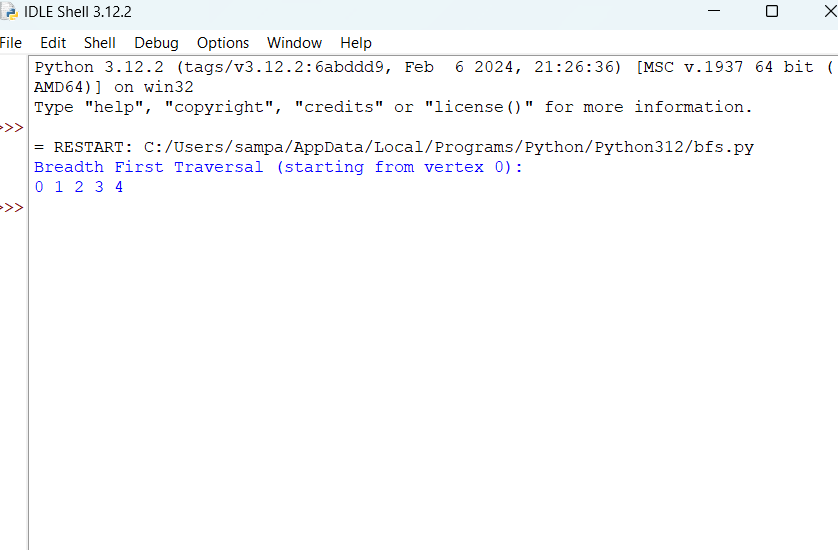 IDLE Shell 3.12.2
File Edit Shell Debug Options Window Help
Python 3.12.2 (tags/v3.12.2:6abddd9, Feb  6 2024, 21:26:36) [MSC v.1937 64 bit (
AMD64)] on win32
Type "help", "copyright", "credits" or "license()" for more information.
>>>
= RESTART: C:/Users/sampa/AppData/Local/Programs/Python/Python312/bfs.py
Breadth First Traversal (starting from vertex 0):
0 1 2 3 4
>>>